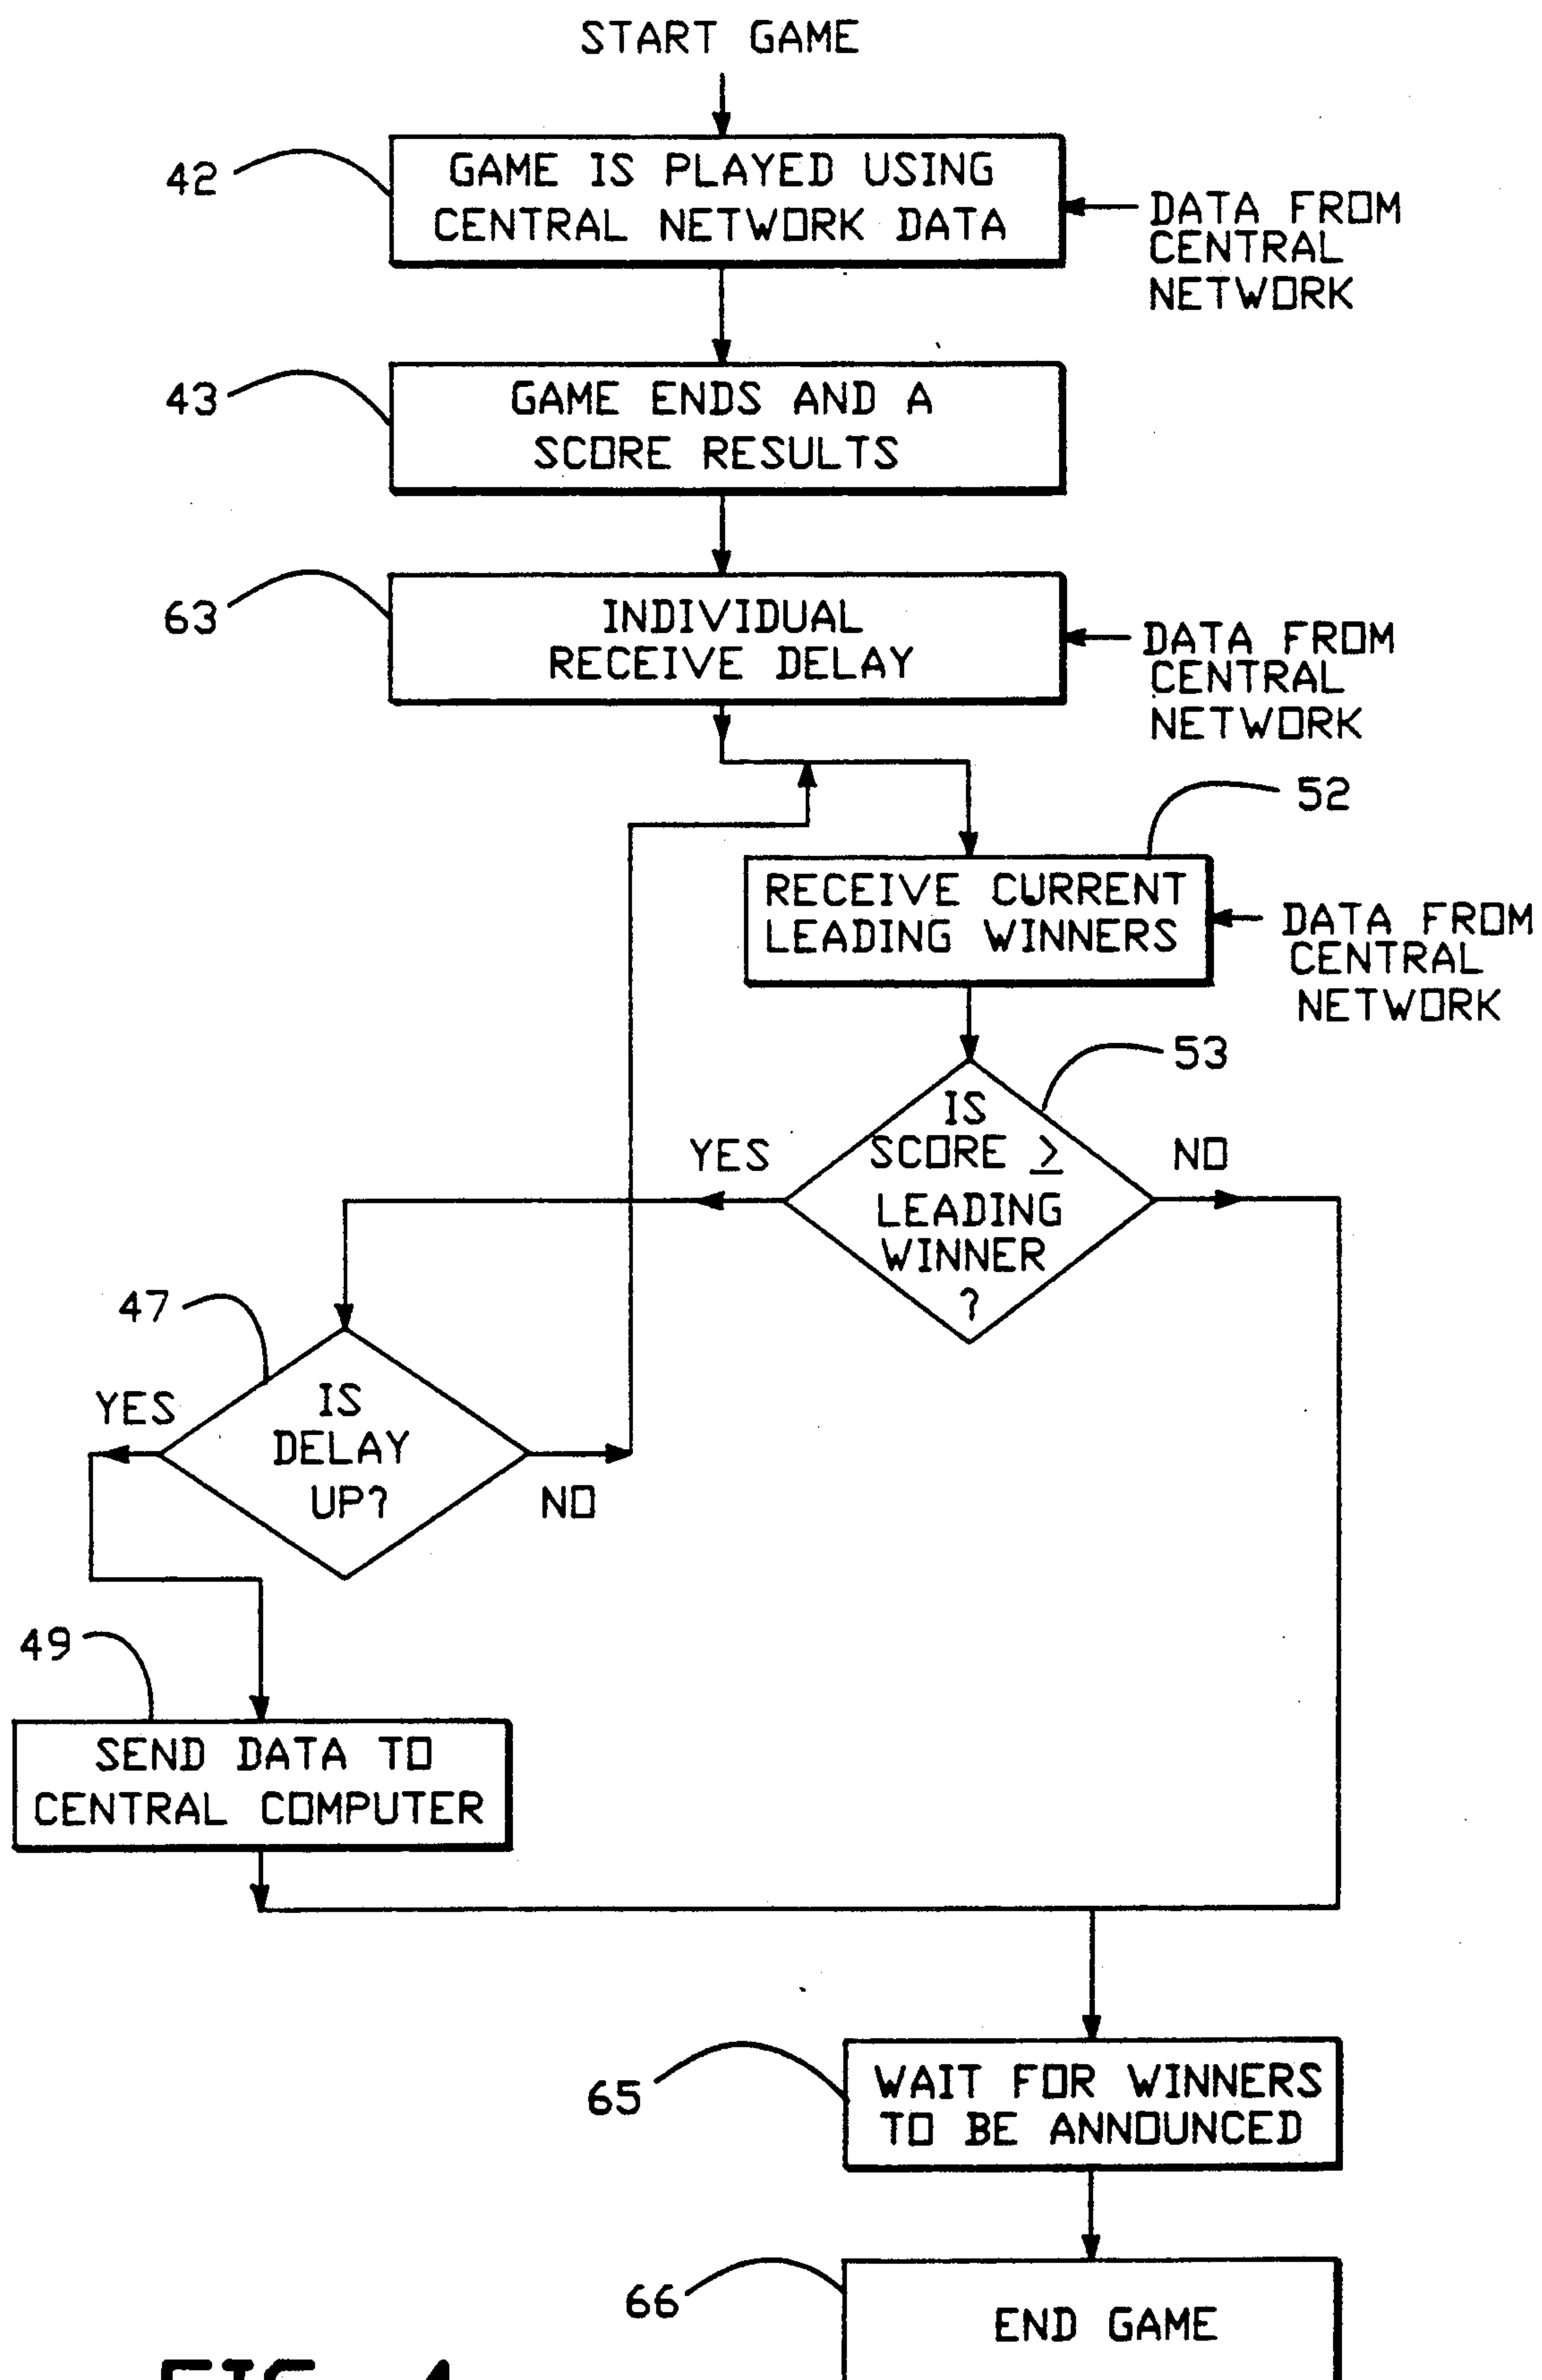 START GAME
42
GAME IS PLAYED USING
CENTRAL NETWORK DATA
DATA FROM
CENTRAL
NETWORK
43
GAME ENDS AND A
SCORE RESULTS
63
INDIVIDUAL
RECEIVE DELAY
DATA FROM
CENTRAL
NETWORK
52
RECEIVE CURRENT
LEADING WINNERS
DATA FROM
CENTRAL
NETWORK
53
IS
SCORE ≥
LEADING
WINNER
?
YES
NO
47
IS
DELAY
UP?
YES
NO
49
SEND DATA TO
CENTRAL COMPUTER
65
WAIT FOR WINNERS
TO BE ANNOUNCED
66
END GAME